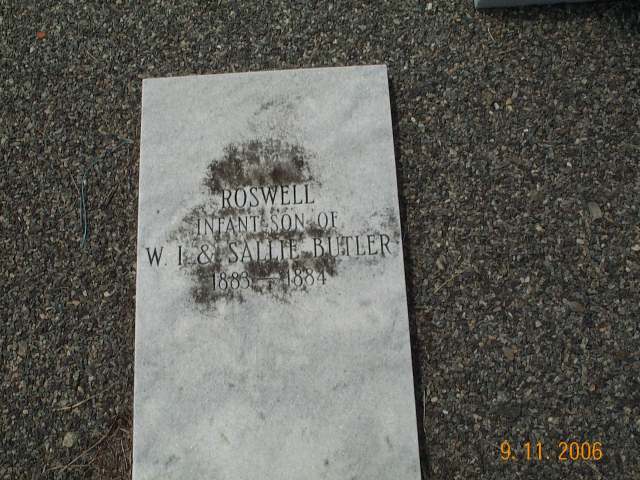 ROSWELL
INFANT SON OF
W. I. & SALLIE BUTLER
1883 — 1884
9.11.2006